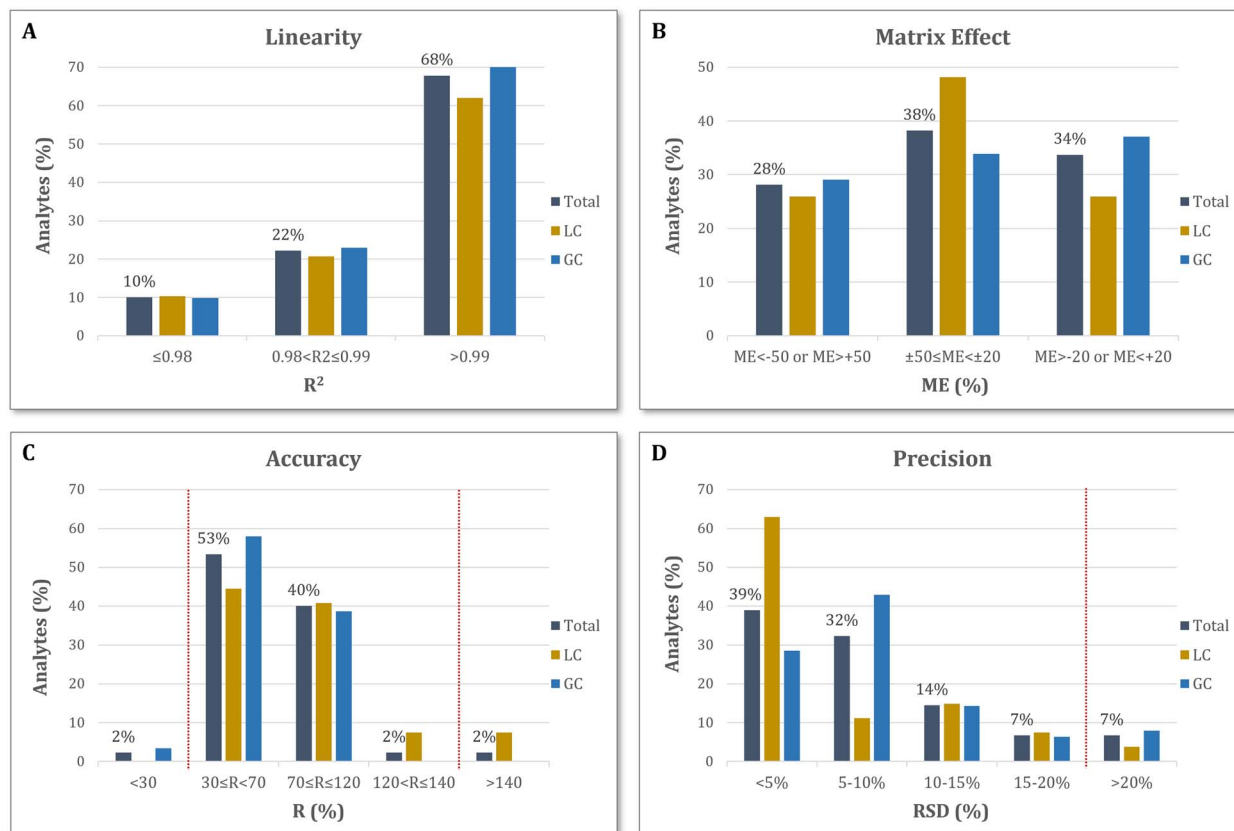 A
Linearity
Analytes (%)
70
60
50
40
30
20
10
0
10%
22%
68%
≤0.98
0.98<R2≤0.99
>0.99
R²
Total
LC
GC
B
Matrix Effect
Analytes (%)
50
40
30
20
10
0
28%
38%
34%
ME<-50 or ME>+50
±50≤ME<±20
ME>-20 or ME<+20
ME (%)
Total
LC
GC
C
Accuracy
Analytes (%)
70
60
50
40
30
20
10
0
2%
53%
40%
2%
2%
<30
30≤R<70
70≤R≤120
120<R≤140
>140
R (%)
Total
LC
GC
D
Precision
Analytes (%)
70
60
50
40
30
20
10
0
39%
32%
14%
7%
7%
<5%
5-10%
10-15%
15-20%
>20%
RSD (%)
Total
LC
GC